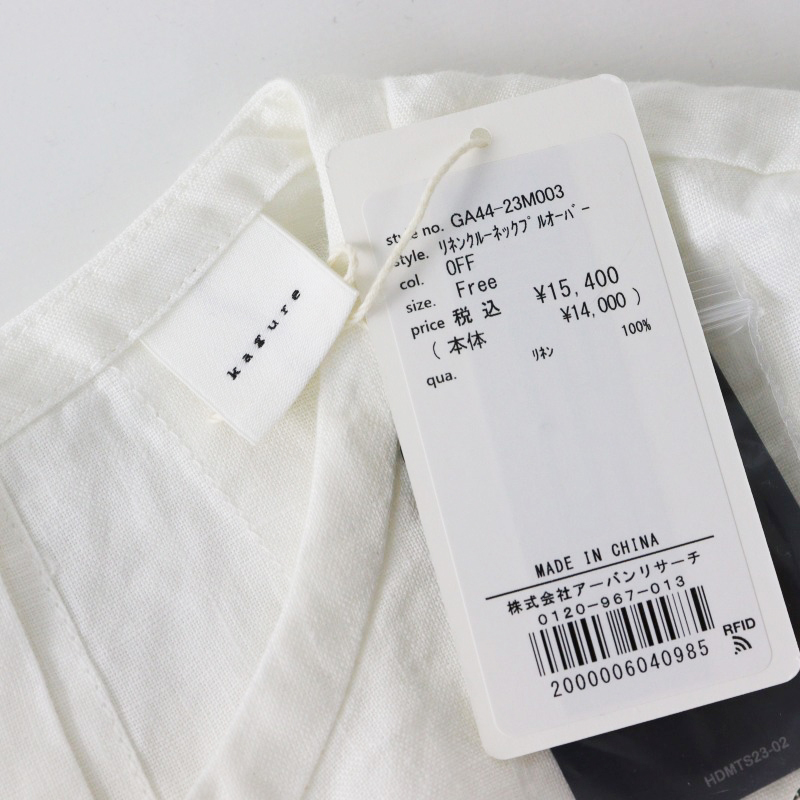 kagure
style no. GA44-23M003
style. リネンクルーネックプルオーバー
col. OFF
size. Free
price 税込 ¥15,400
(本体 ¥14,000 )
qua. リネン 100%
MADE IN CHINA
株式会社アーバンリサーチ
0120-967-013
2000006040985
RFID
HDMTS23-02